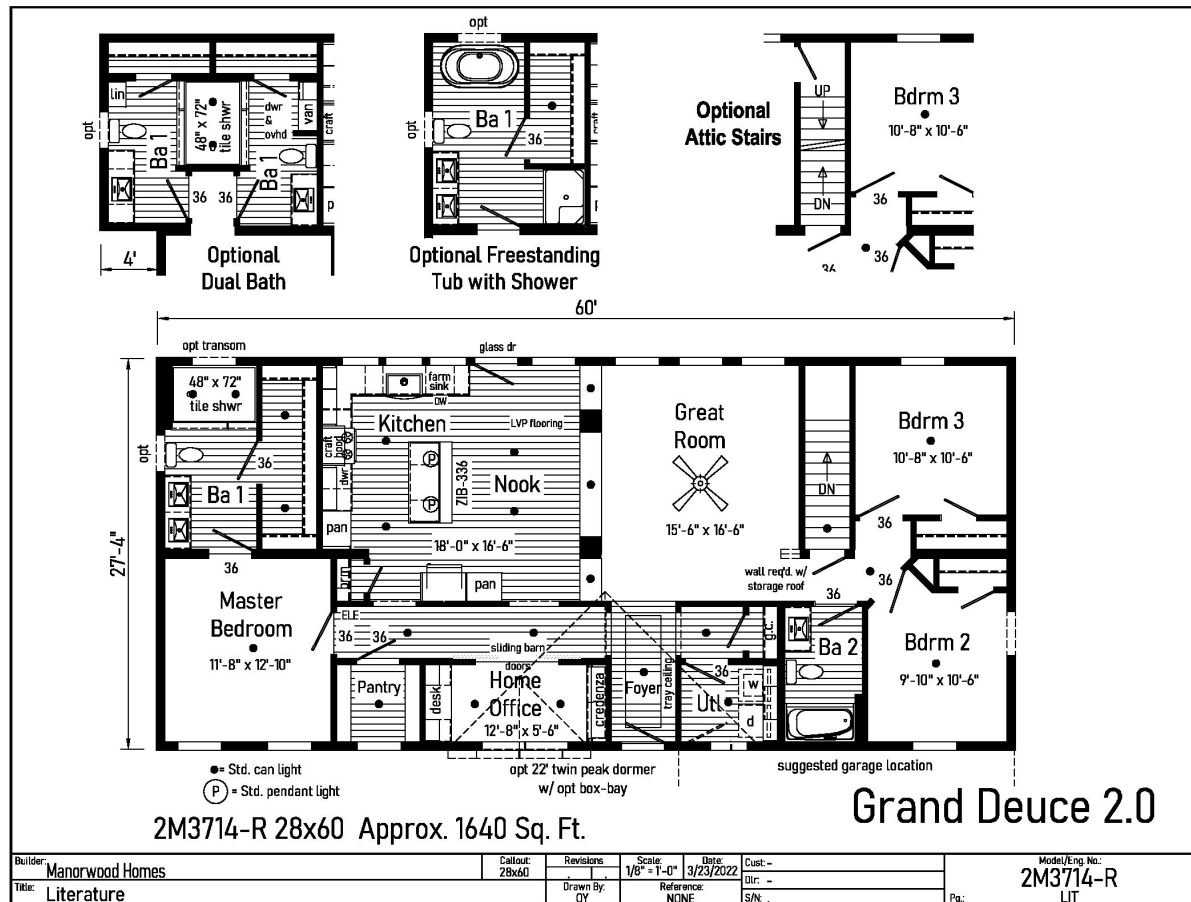 lin
opt
Ba 1
48" x 72"
tile shwr
dwr
&
ovhd
van
craft
Ba 1
36
36
p
4'
Optional
Dual Bath
opt
opt
Ba 1
36
craft
p
Optional Freestanding
Tub with Shower
Optional
Attic Stairs
UP
DN
Bdrm 3
10'-8" x 10'-6"
36
36
36
60'
27'-4"
opt transom
48" x 72"
tile shwr
opt
36
Ba 1
36
glass dr
farm
sink
DW
Kitchen
LVP flooring
craft
hood
dwr
P
P
ZIB-336
Nook
pan
18'-0" x 16'-6"
prm
pan
Great
Room
15'-6" x 16'-6"
DN
wall req'd. w/
storage roof
Bdrm 3
10'-8" x 10'-6"
36
36
36
Master
Bedroom
11'-8" x 12'-10"
ELE
36
36
sliding barn
doors
Pantry
desk
Home
Office
12'-8" x 5'-6"
credenza
Foyer
tray ceiling
g.c.
36
Utl
w
d
Ba 2
Bdrm 2
9'-10" x 10'-6"
●= Std. can light
P = Std. pendant light
opt 22' twin peak dormer
w/ opt box-bay
suggested garage location
2M3714-R 28x60 Approx. 1640 Sq. Ft.
Grand Deuce 2.0
Builder: Manorwood Homes
Title: Literature
Callout:
28x60
Revisions
Drawn By:
OY
Scale:
1/8" = 1'-0"
Date:
3/23/2022
Reference:
NONE
Cust: -
Dlr: -
S/N: .
Model/Eng. No.:
2M3714-R
Pg.: LIT